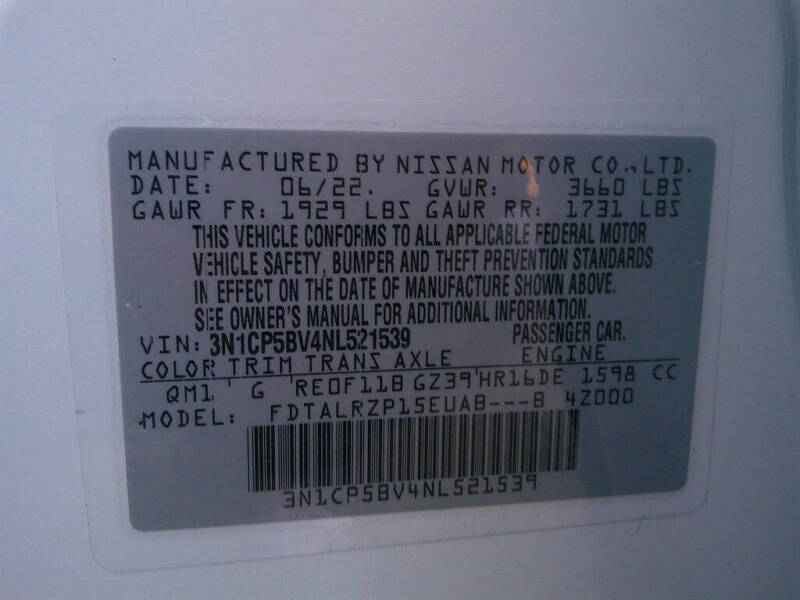 MANUFACTURED BY NISSAN MOTOR CO.,LTD.
DATE: 06/22. GVWR: 3660 LBS
GAWR FR: 1929 LBS GAWR RR: 1731 LBS
THIS VEHICLE CONFORMS TO ALL APPLICABLE FEDERAL MOTOR
VEHICLE SAFETY, BUMPER AND THEFT PREVENTION STANDARDS
IN EFFECT ON THE DATE OF MANUFACTURE SHOWN ABOVE.
SEE OWNER'S MANUAL FOR ADDITIONAL INFORMATION.
VIN: 3N1CP5BV4NL521539 PASSENGER CAR.
COLOR TRIM TRANS AXLE ENGINE
QM1 ' G ' RE0F11B GZ39 HR16DE 1598 CC
MODEL: FDTALRZP15EUAB---B 4Z000
3N1CP5BV4NL521539